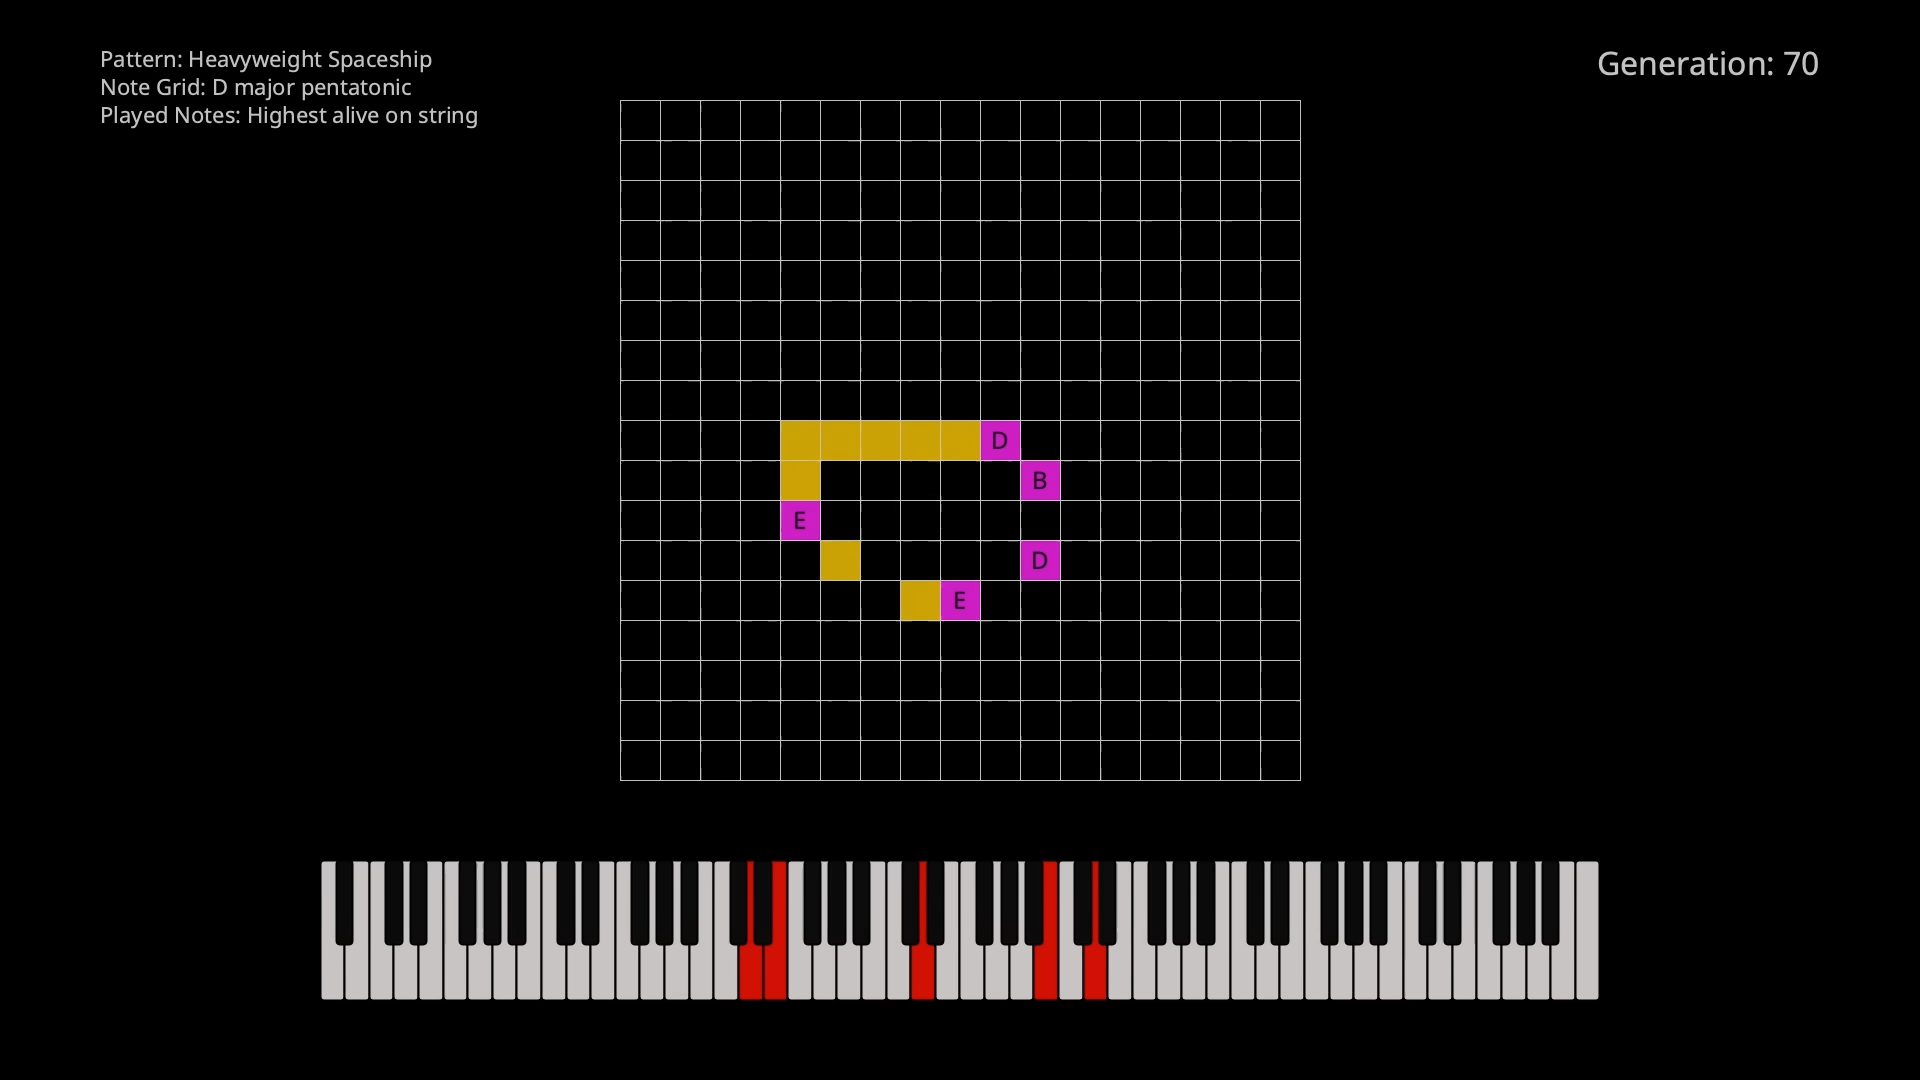 Pattern: Heavyweight Spaceship
Note Grid: D major pentatonic
Played Notes: Highest alive on string
Generation: 70
D
B
E
D
E